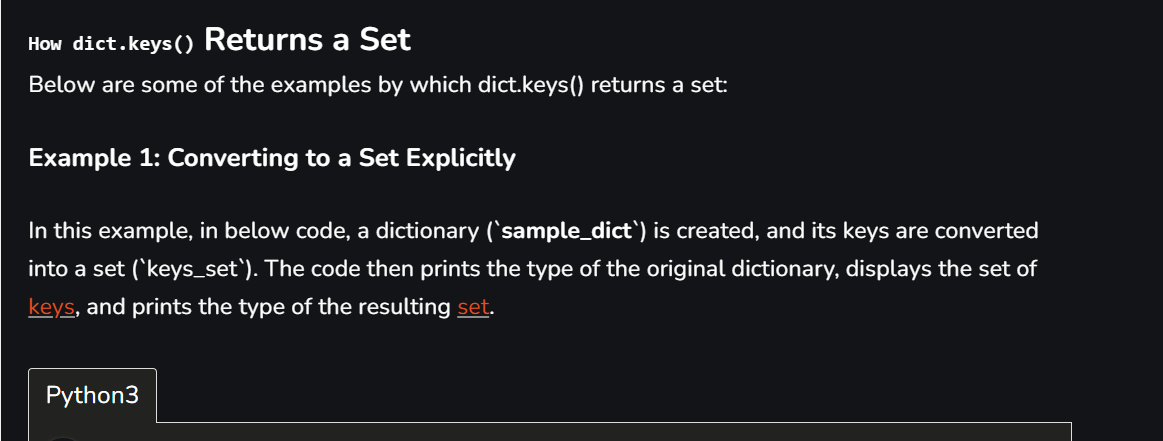 How dict.keys() Returns a Set
Below are some of the examples by which dict.keys() returns a set:
Example 1: Converting to a Set Explicitly
In this example, in below code, a dictionary (`sample_dict`) is created, and its keys are converted
into a set (`keys_set`). The code then prints the type of the original dictionary, displays the set of
keys, and prints the type of the resulting set.
Python3